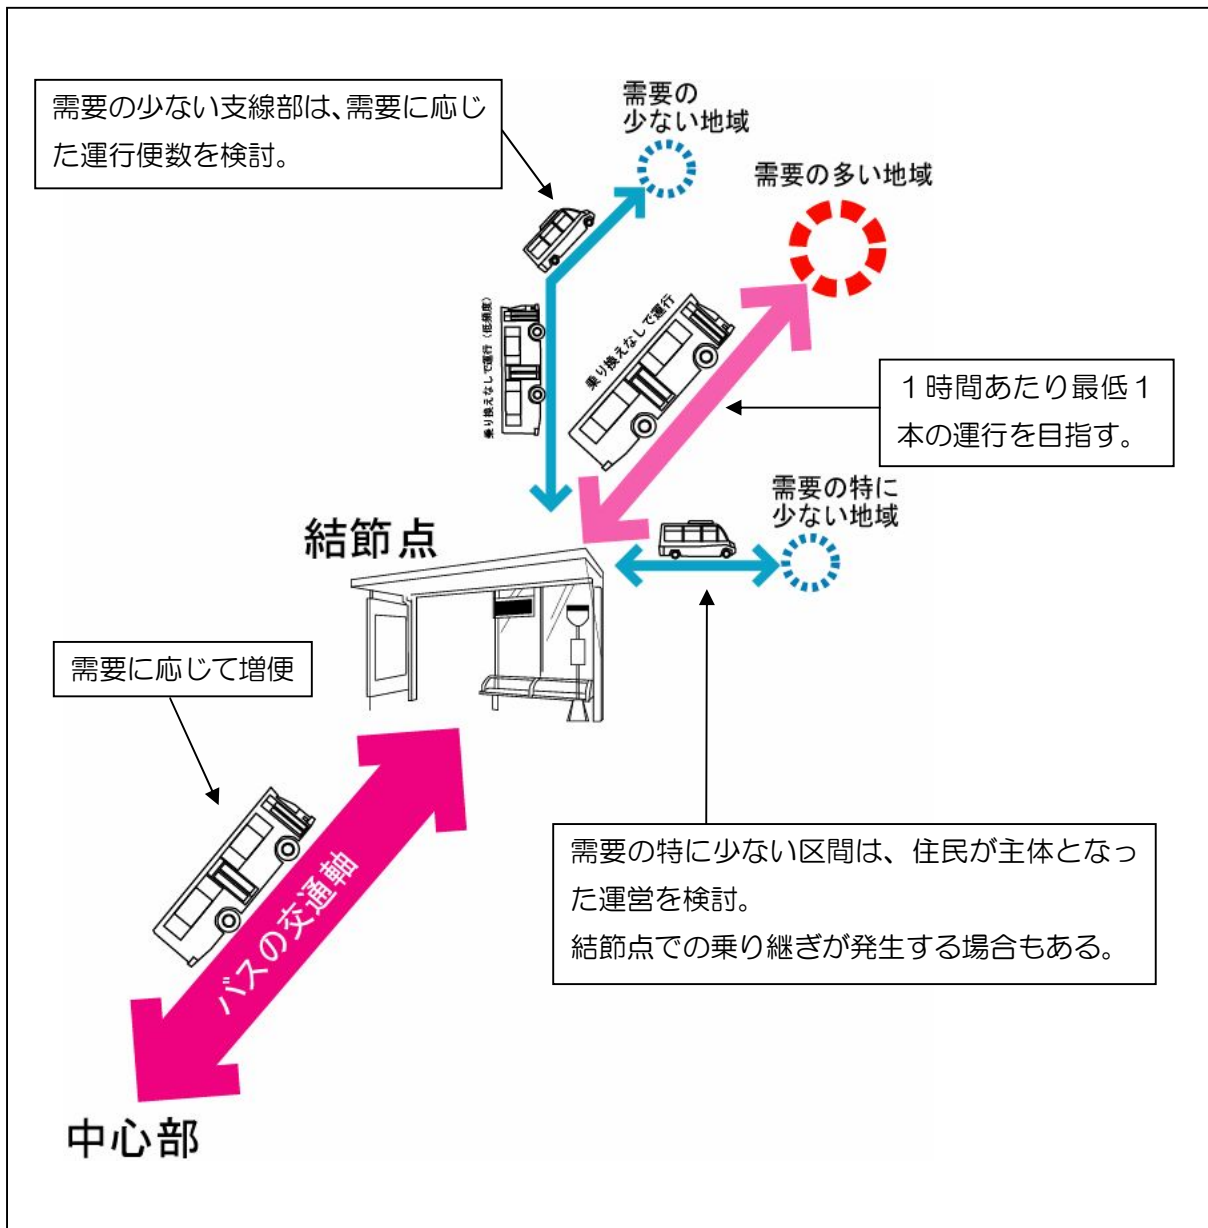 需要の少ない支線部は、需要に応じ
た運行便数を検討。
需要の
少ない地域
需要の多い地域
乗り換えなしで運行（低頻度）
乗り換えなしで運行
１時間あたり最低１
本の運行を目指す。
需要の特に
少ない地域
結節点
需要に応じて増便
需要の特に少ない区間は、住民が主体となっ
た運営を検討。
結節点での乗り継ぎが発生する場合もある。
バスの交通軸
中心部